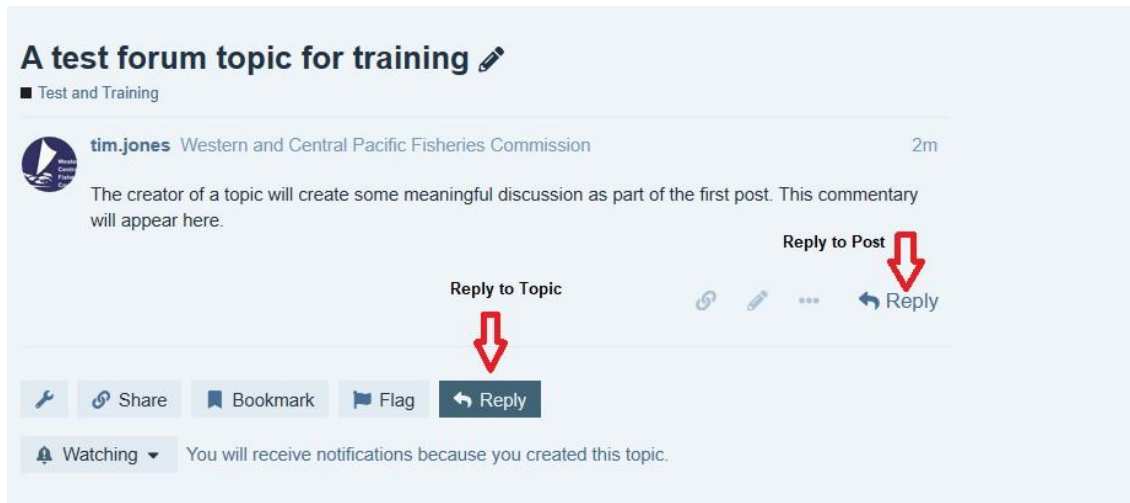 A test forum topic for training
Test and Training
tim.jones Western and Central Pacific Fisheries Commission 2m
The creator of a topic will create some meaningful discussion as part of the first post. This commentary
will appear here.
Reply to Post
Reply to Topic
Reply
Share Bookmark Flag Reply
Watching You will receive notifications because you created this topic.